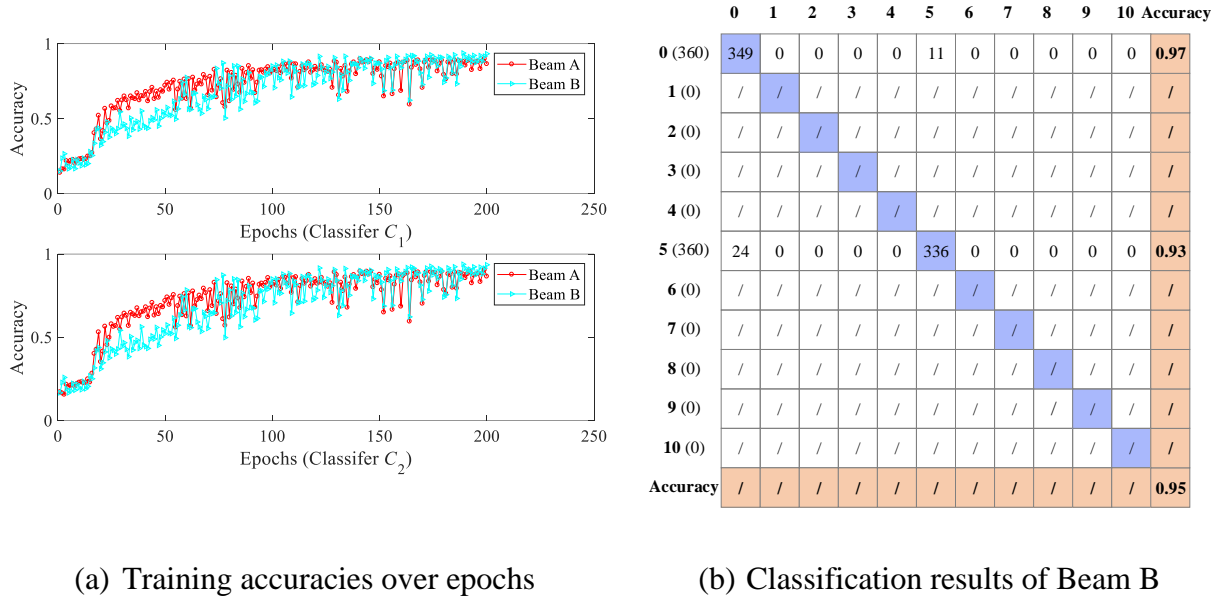 1
0.5
0
Accuracy
Beam A
Beam B
0 50 100 150 200 250
Epochs (Classifer C1)
1
0.5
0
Accuracy
Beam A
Beam B
0 50 100 150 200 250
Epochs (Classifer C2)
(a) Training accuracies over epochs
0 1 2 3 4 5 6 7 8 9 10 Accuracy
0 (360) 349 0 0 0 0 11 0 0 0 0 0 0.97
1 (0) / / / / / / / / / / / /
2 (0) / / / / / / / / / / / /
3 (0) / / / / / / / / / / / /
4 (0) / / / / / / / / / / / /
5 (360) 24 0 0 0 0 336 0 0 0 0 0 0.93
6 (0) / / / / / / / / / / / /
7 (0) / / / / / / / / / / / /
8 (0) / / / / / / / / / / / /
9 (0) / / / / / / / / / / / /
10 (0) / / / / / / / / / / / /
Accuracy / / / / / / / / / / / 0.95
(b) Classification results of Beam B